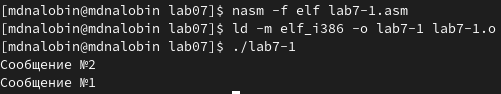 [mdnalobin@mdnalobin lab07]$ nasm -f elf lab7-1.asm
[mdnalobin@mdnalobin lab07]$ ld -m elf_i386 -o lab7-1 lab7-1.o
[mdnalobin@mdnalobin lab07]$ ./lab7-1
Сообщение №2
Сообщение №1